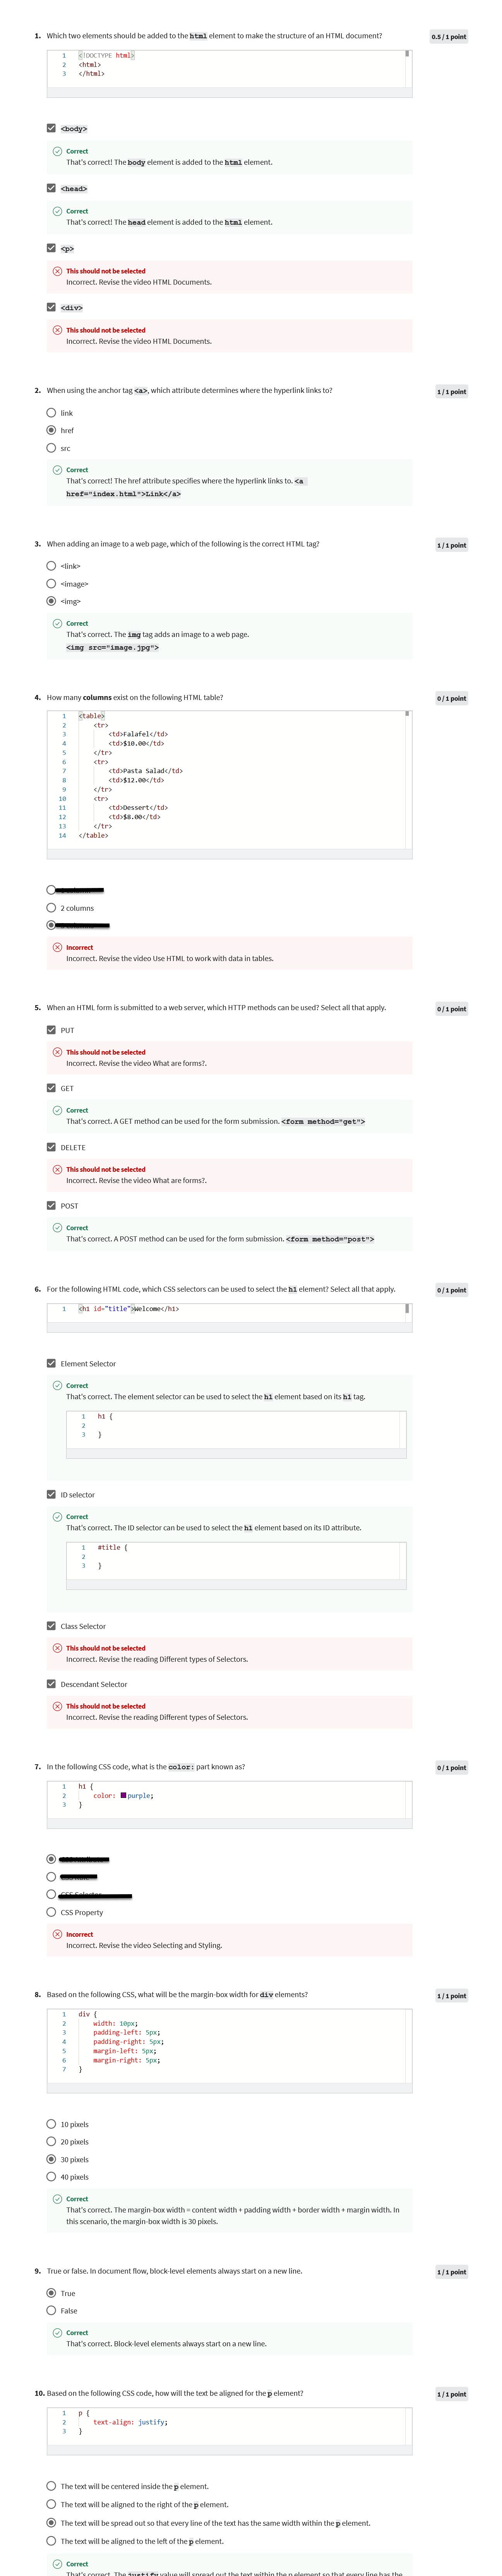 1. Which two elements should be added to the html element to make the structure of an HTML document?
0.5 / 1 point
1 <!DOCTYPE html>
2 <html>
3 </html>
<body>
Correct
That's correct! The body element is added to the html element.
<head>
Correct
That's correct! The head element is added to the html element.
<p>
This should not be selected
Incorrect. Revise the video HTML Documents.
<div>
This should not be selected
Incorrect. Revise the video HTML Documents.
2. When using the anchor tag <a>, which attribute determines where the hyperlink links to?
1 / 1 point
link
href
src
Correct
That's correct! The href attribute specifies where the hyperlink links to. <a
href="index.html">Link</a>
3. When adding an image to a web page, which of the following is the correct HTML tag?
1 / 1 point
<link>
<image>
<img>
Correct
That's correct. The img tag adds an image to a web page.
<img src="image.jpg">
4. How many columns exist on the following HTML table?
0 / 1 point
1 <table>
2 <tr>
3 <td>Falafel</td>
4 <td>$10.00</td>
5 </tr>
6 <tr>
7 <td>Pasta Salad</td>
8 <td>$12.00</td>
9 </tr>
10 <tr>
11 <td>Dessert</td>
12 <td>$8.00</td>
13 </tr>
14 </table>
2 columns
Incorrect
Incorrect. Revise the video Use HTML to work with data in tables.
5. When an HTML form is submitted to a web server, which HTTP methods can be used? Select all that apply.
0 / 1 point
PUT
This should not be selected
Incorrect. Revise the video What are forms?.
GET
Correct
That's correct. A GET method can be used for the form submission. <form method="get">
DELETE
This should not be selected
Incorrect. Revise the video What are forms?.
POST
Correct
That's correct. A POST method can be used for the form submission. <form method="post">
6. For the following HTML code, which CSS selectors can be used to select the h1 element? Select all that apply.
0 / 1 point
1 <h1 id="title">Welcome</h1>
Element Selector
Correct
That's correct. The element selector can be used to select the h1 element based on its h1 tag.
1 h1 {
2
3 }
ID selector
Correct
That's correct. The ID selector can be used to select the h1 element based on its ID attribute.
1 #title {
2
3 }
Class Selector
This should not be selected
Incorrect. Revise the reading Different types of Selectors.
Descendant Selector
This should not be selected
Incorrect. Revise the reading Different types of Selectors.
7. In the following CSS code, what is the color: part known as?
0 / 1 point
1 h1 {
2 color: purple;
3 }
CSS Property
Incorrect
Incorrect. Revise the video Selecting and Styling.
8. Based on the following CSS, what will be the margin-box width for div elements?
1 / 1 point
1 div {
2 width: 10px;
3 padding-left: 5px;
4 padding-right: 5px;
5 margin-left: 5px;
6 margin-right: 5px;
7 }
10 pixels
20 pixels
30 pixels
40 pixels
Correct
That's correct. The margin-box width = content width + padding width + border width + margin width. In
this scenario, the margin-box width is 30 pixels.
9. True or false. In document flow, block-level elements always start on a new line.
1 / 1 point
True
False
Correct
That's correct. Block-level elements always start on a new line.
10. Based on the following CSS code, how will the text be aligned for the p element?
1 / 1 point
1 p {
2 text-align: justify;
3 }
The text will be centered inside the p element.
The text will be aligned to the right of the p element.
The text will be spread out so that every line of the text has the same width within the p element.
The text will be aligned to the left of the p element.
Correct
That's correct. The justify value will spread out the text within the p element so that every line has the